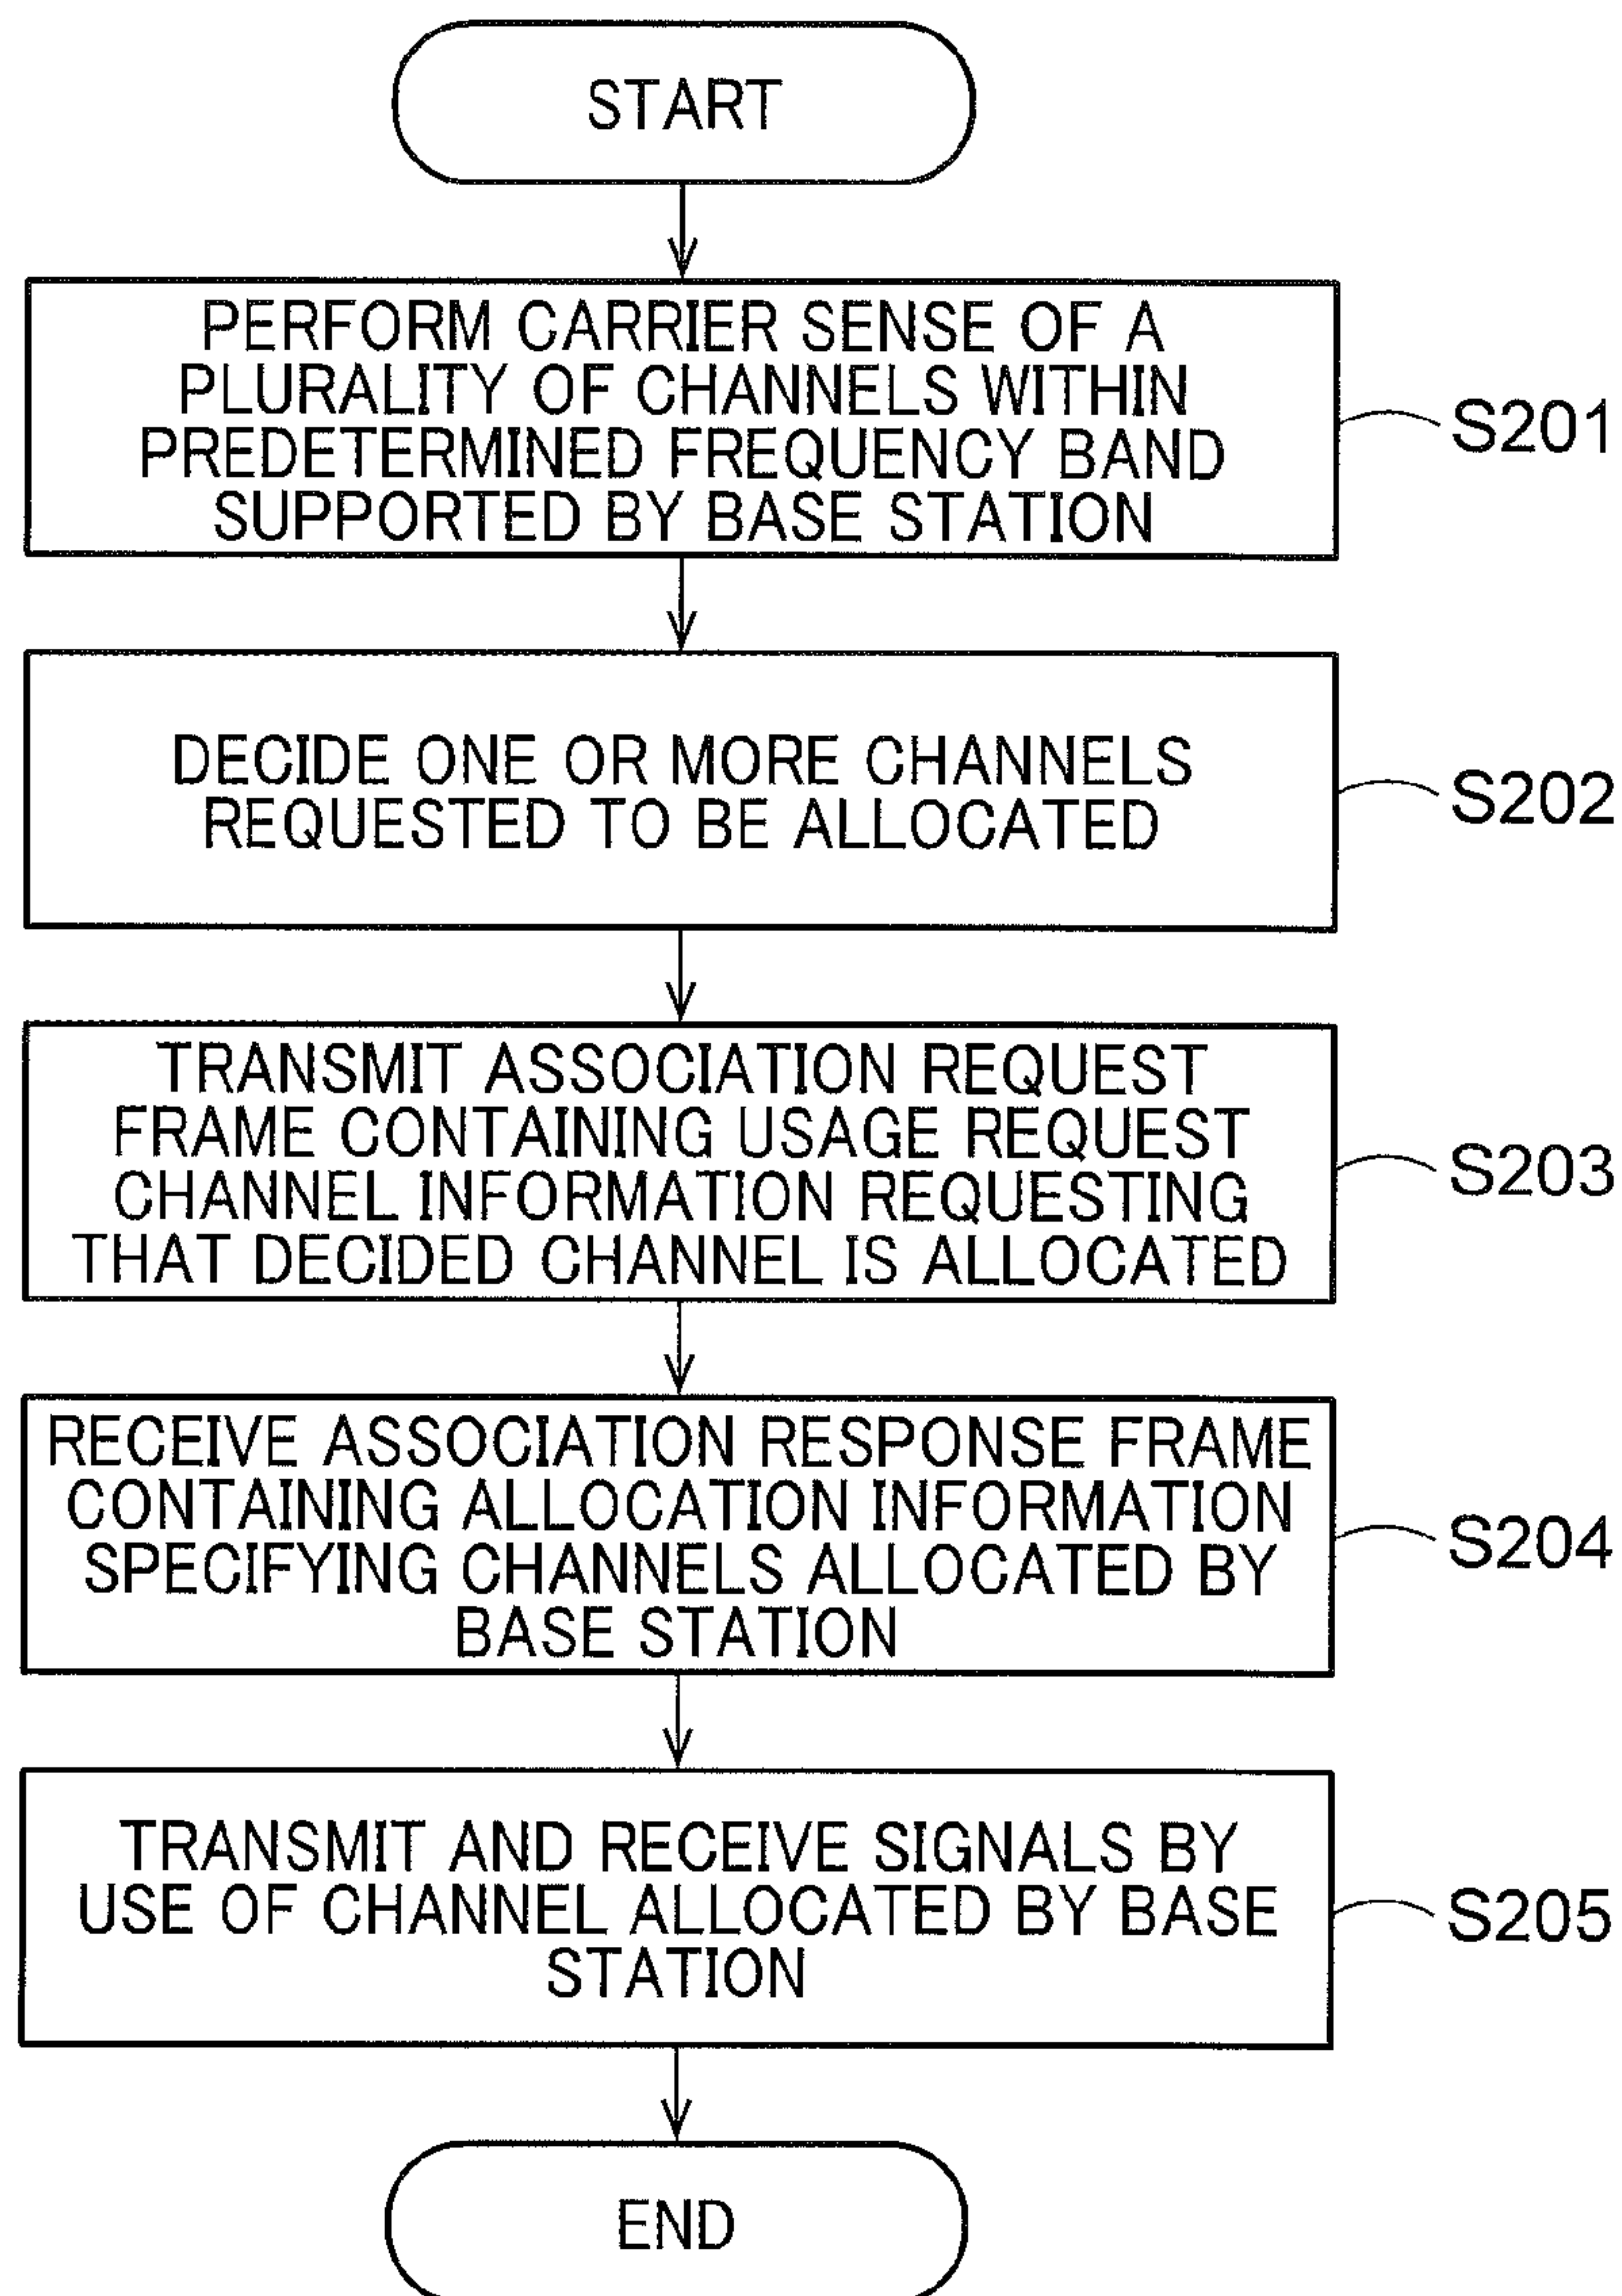 START
PERFORM CARRIER SENSE OF A
PLURALITY OF CHANNELS WITHIN
PREDETERMINED FREQUENCY BAND
SUPPORTED BY BASE STATION
S201
DECIDE ONE OR MORE CHANNELS
REQUESTED TO BE ALLOCATED
S202
TRANSMIT ASSOCIATION REQUEST
FRAME CONTAINING USAGE REQUEST
CHANNEL INFORMATION REQUESTING
THAT DECIDED CHANNEL IS ALLOCATED
S203
RECEIVE ASSOCIATION RESPONSE FRAME
CONTAINING ALLOCATION INFORMATION
SPECIFYING CHANNELS ALLOCATED BY
BASE STATION
S204
TRANSMIT AND RECEIVE SIGNALS BY
USE OF CHANNEL ALLOCATED BY BASE
STATION
S205
END